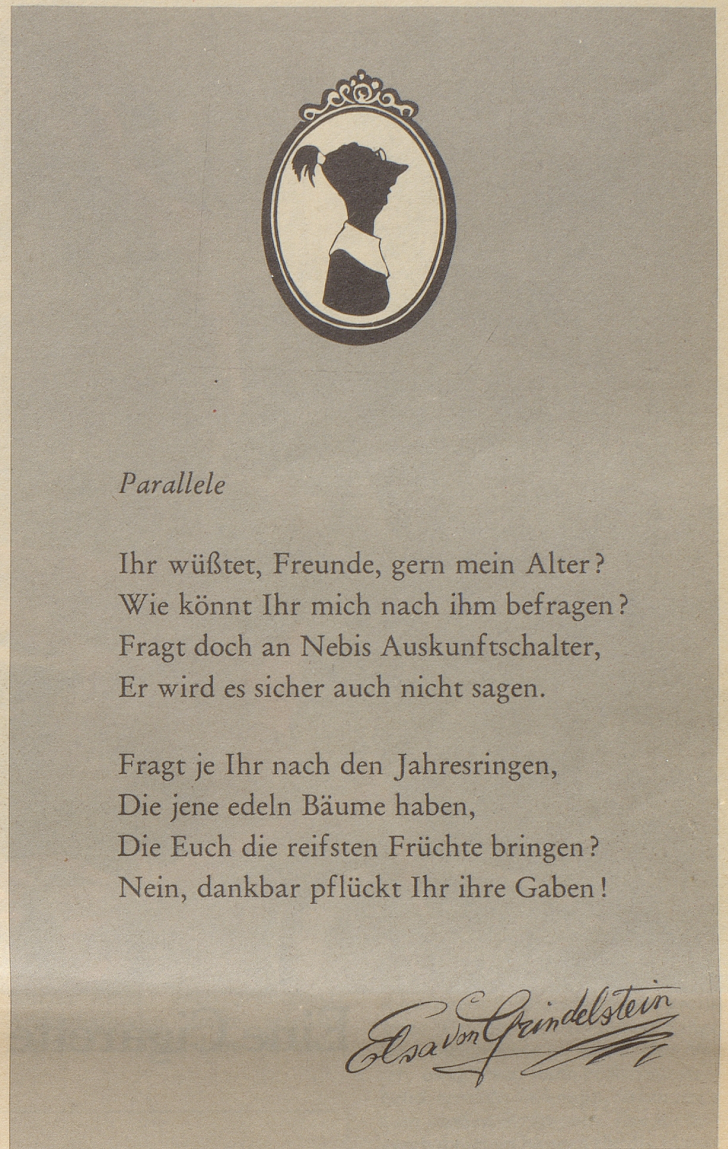 Parallele
Ihr wüßtet, Freunde, gern mein Alter?
Wie könnt Ihr mich nach ihm befragen?
Fragt doch an Nebis Auskunftschalter,
Er wird es sicher auch nicht sagen.
Fragt je Ihr nach den Jahresringen,
Die jene edeln Bäume haben,
Die Euch die reifsten Früchte bringen?
Nein, dankbar pflückt Ihr ihre Gaben!
Elsa von Grindelstein